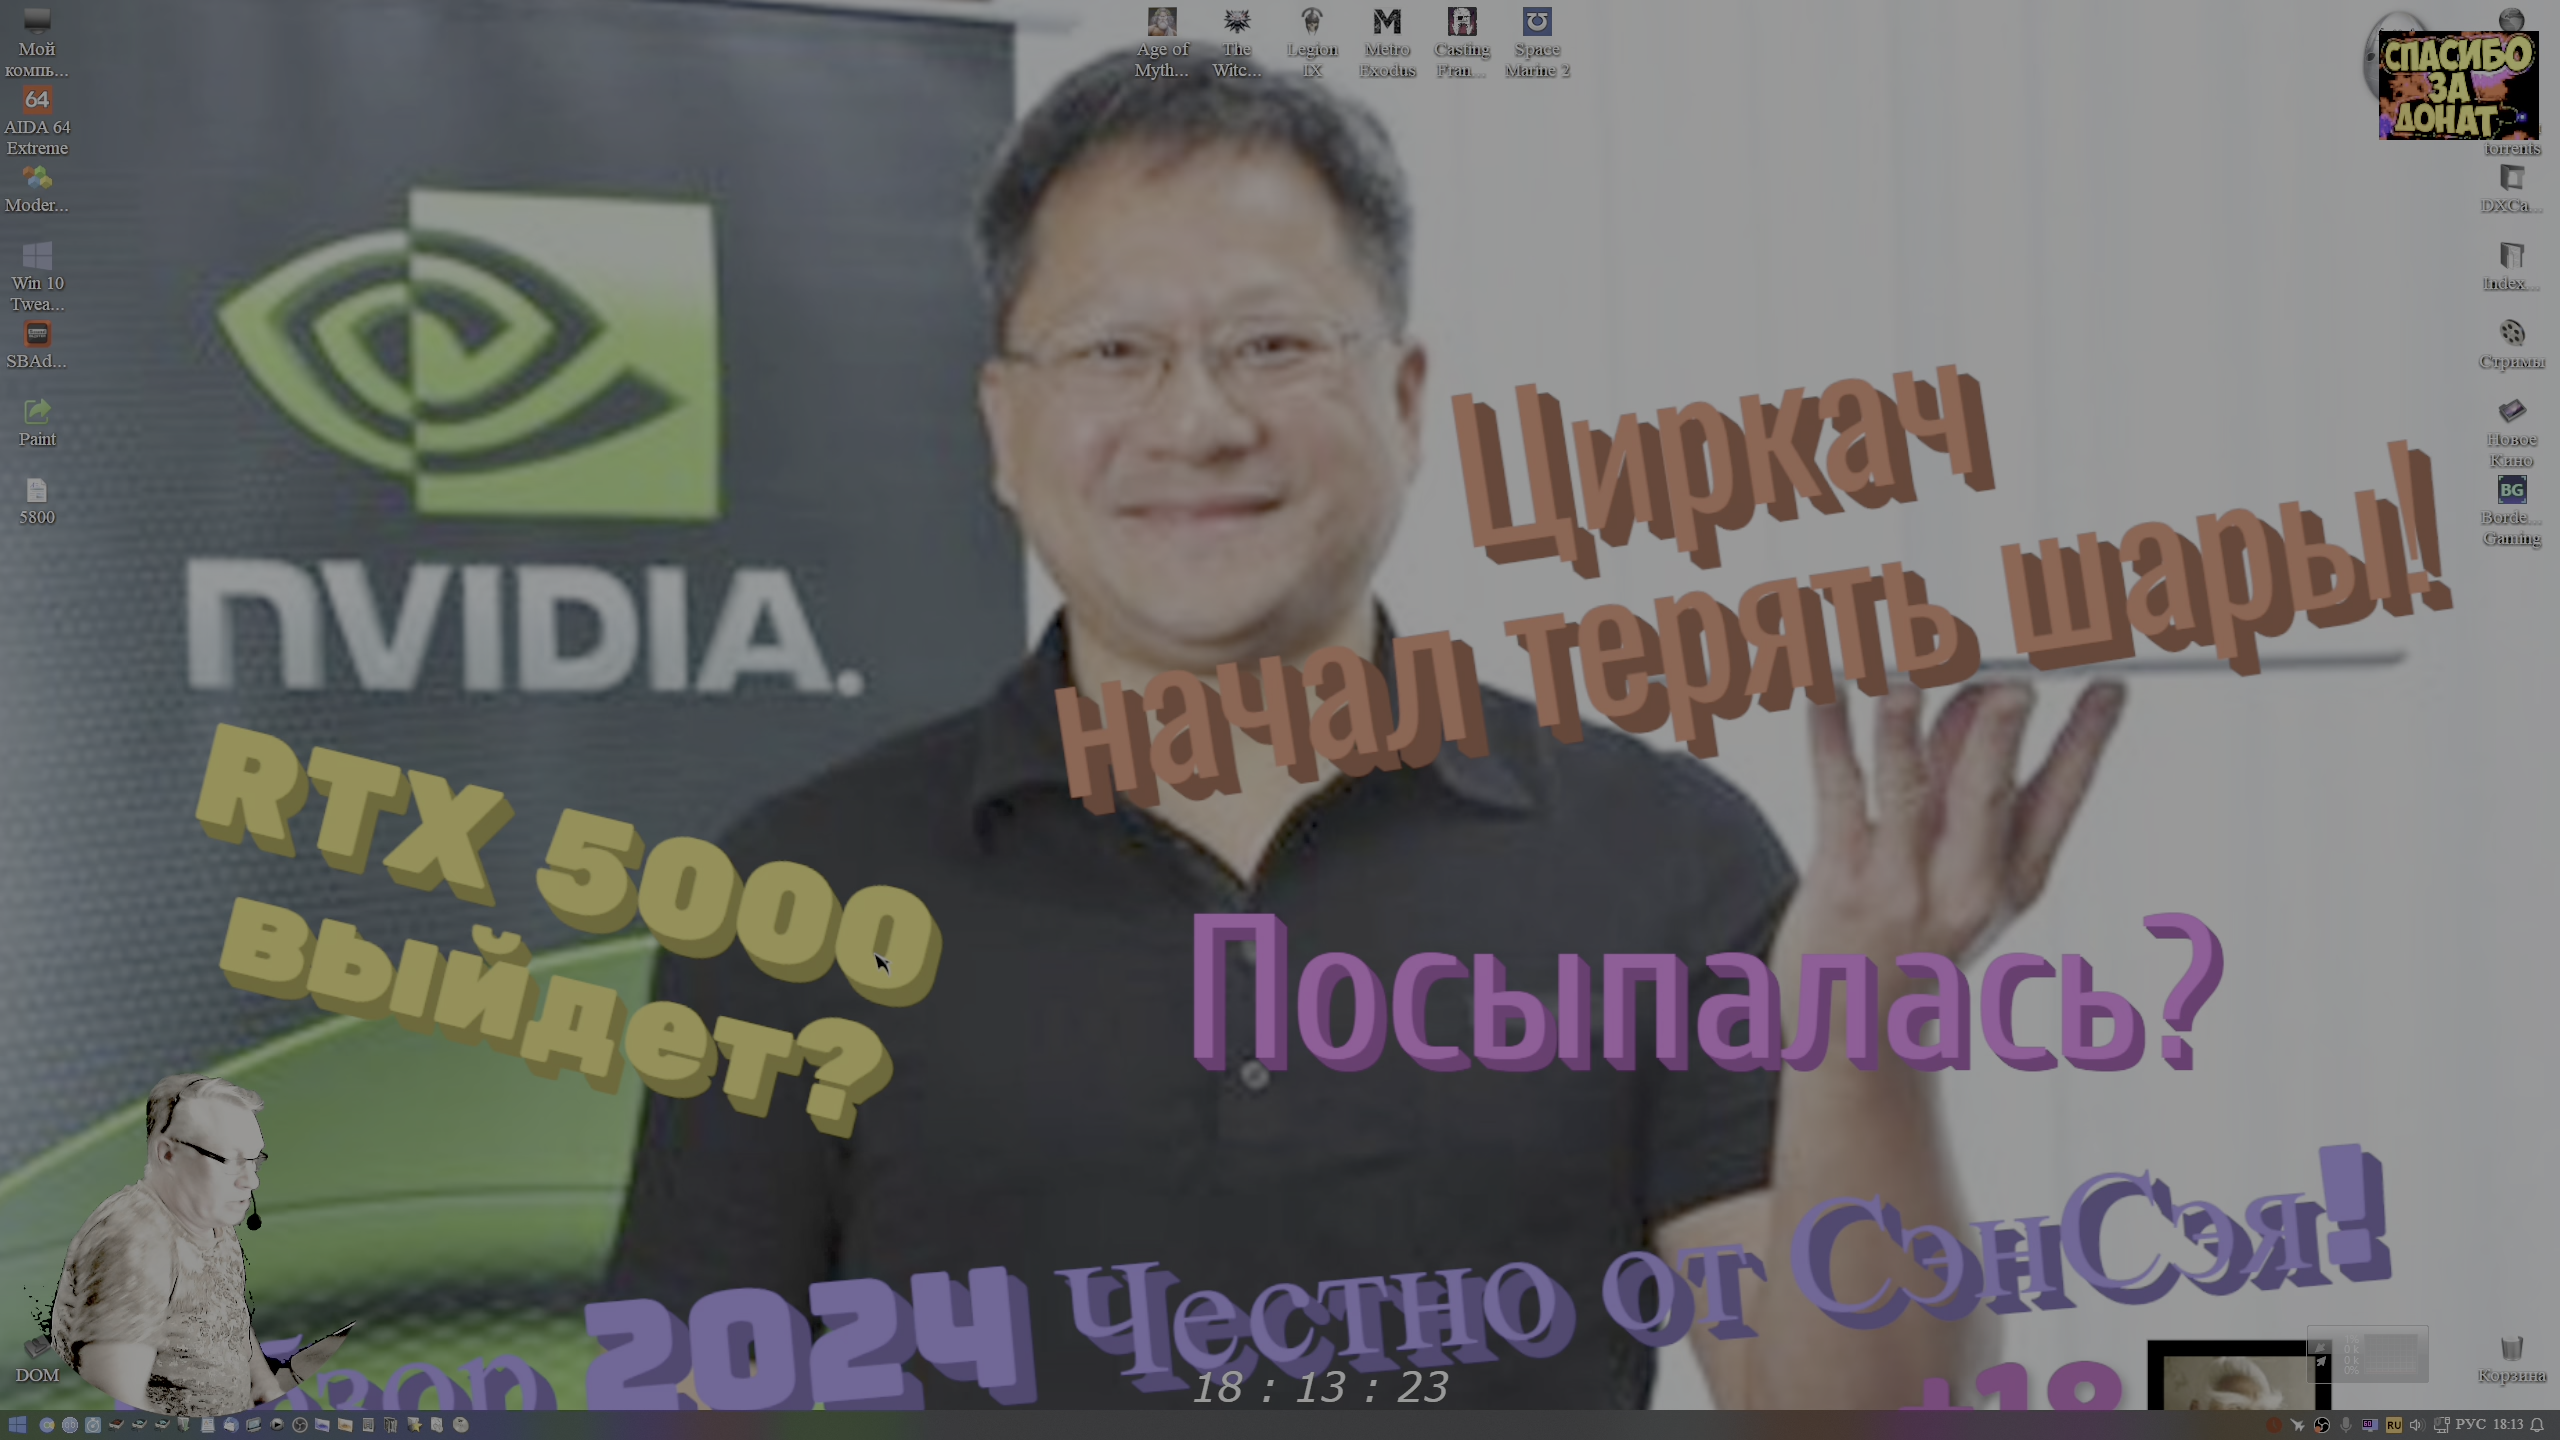 Мой
компь...
AIDA 64
Extreme
Moder...
Win 10
Twea...
SBAd...
Paint
5800
DOM
Age of
Myth...
The
Witc...
Legion
IX
Metro
Exodus
Casting
Fran...
Space
Marine 2
СПАСИБО
ЗА
ДОНАТ
torrents
DXCa...
Index...
Стримы
Новое
Кино
BG
Borde...
Gaming
Корзина
NVIDIA.
Циркач
начал терять шары!
RTX 5000
выйдет?
Посыпалась?
2024 Честно от СэнСэя!
+18
18 : 13 : 23
RU
РУС 18:13